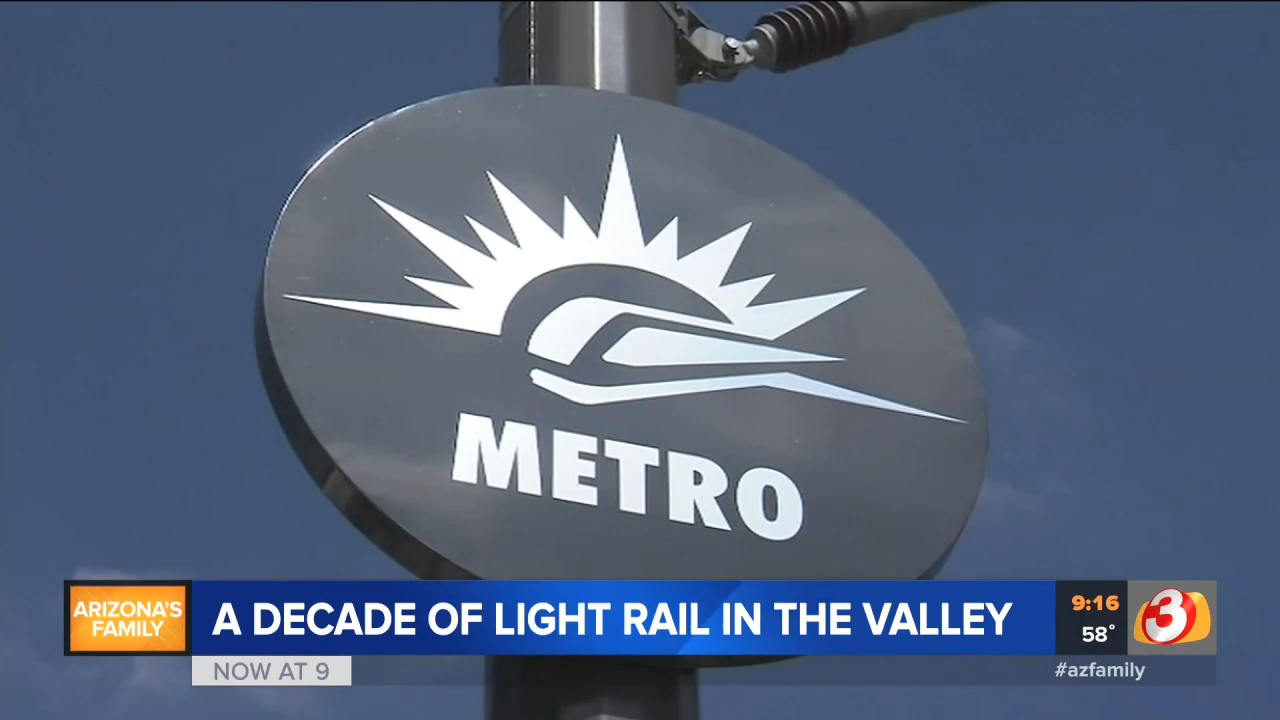 METRO
ARIZONA'S
FAMILY
A DECADE OF LIGHT RAIL IN THE VALLEY
9:16
58°
3
NOW AT 9
#azfamily